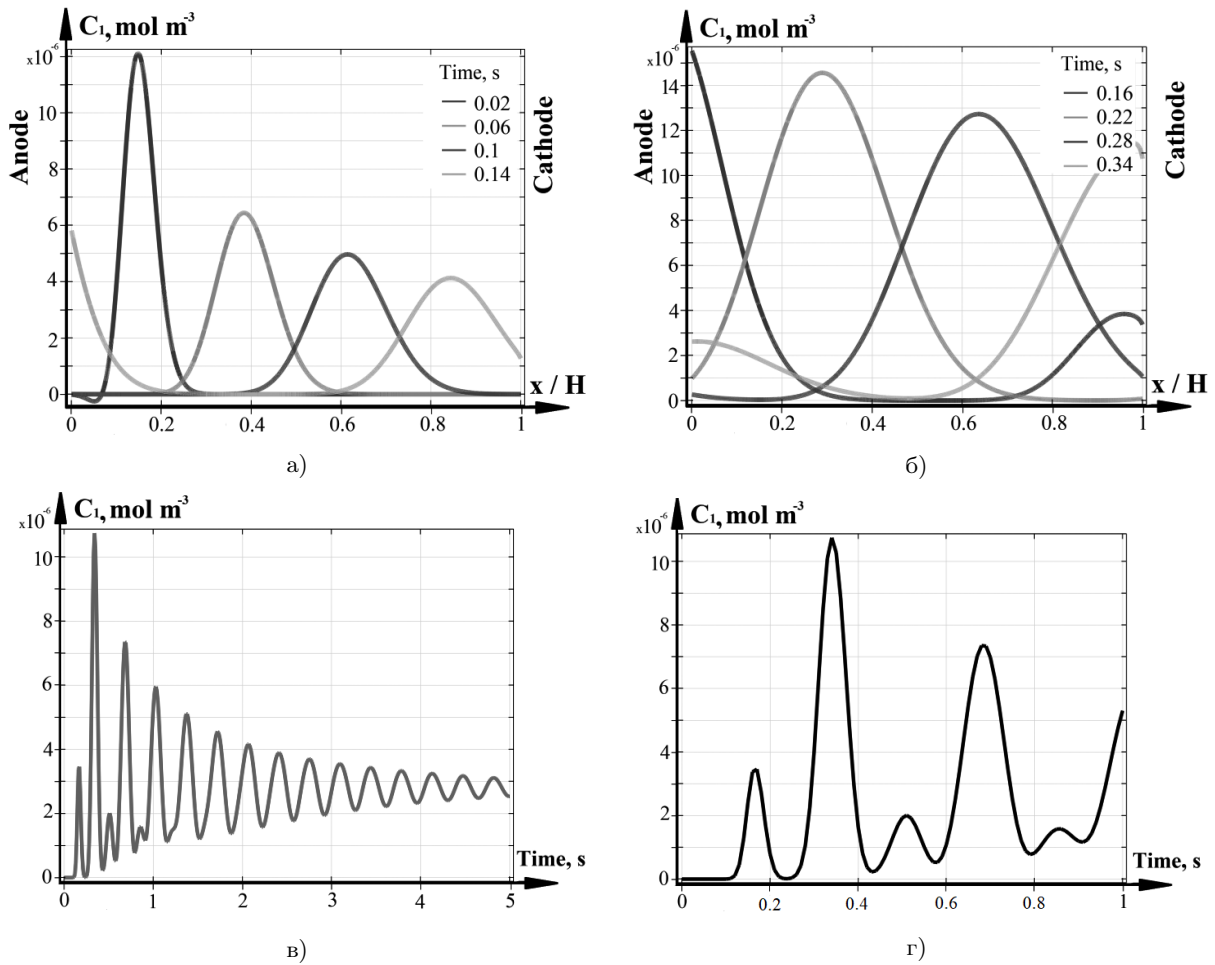 C₁, mol m⁻³
x10⁻⁶
10
8
6
4
2
0
Anode
Time, s
0.02
0.06
0.1
0.14
Cathode
x / H
0
0.2
0.4
0.6
0.8
1
а)
C₁, mol m⁻³
x10⁻⁶
14
12
10
8
6
4
2
0
Anode
Time, s
0.16
0.22
0.28
0.34
Cathode
x / H
0
0.2
0.4
0.6
0.8
1
б)
C₁, mol m⁻³
x10⁻⁶
10
8
6
4
2
0
Time, s
0
1
2
3
4
5
в)
C₁, mol m⁻³
x10⁻⁶
10
8
6
4
2
0
Time, s
0
0.2
0.4
0.6
0.8
1
г)